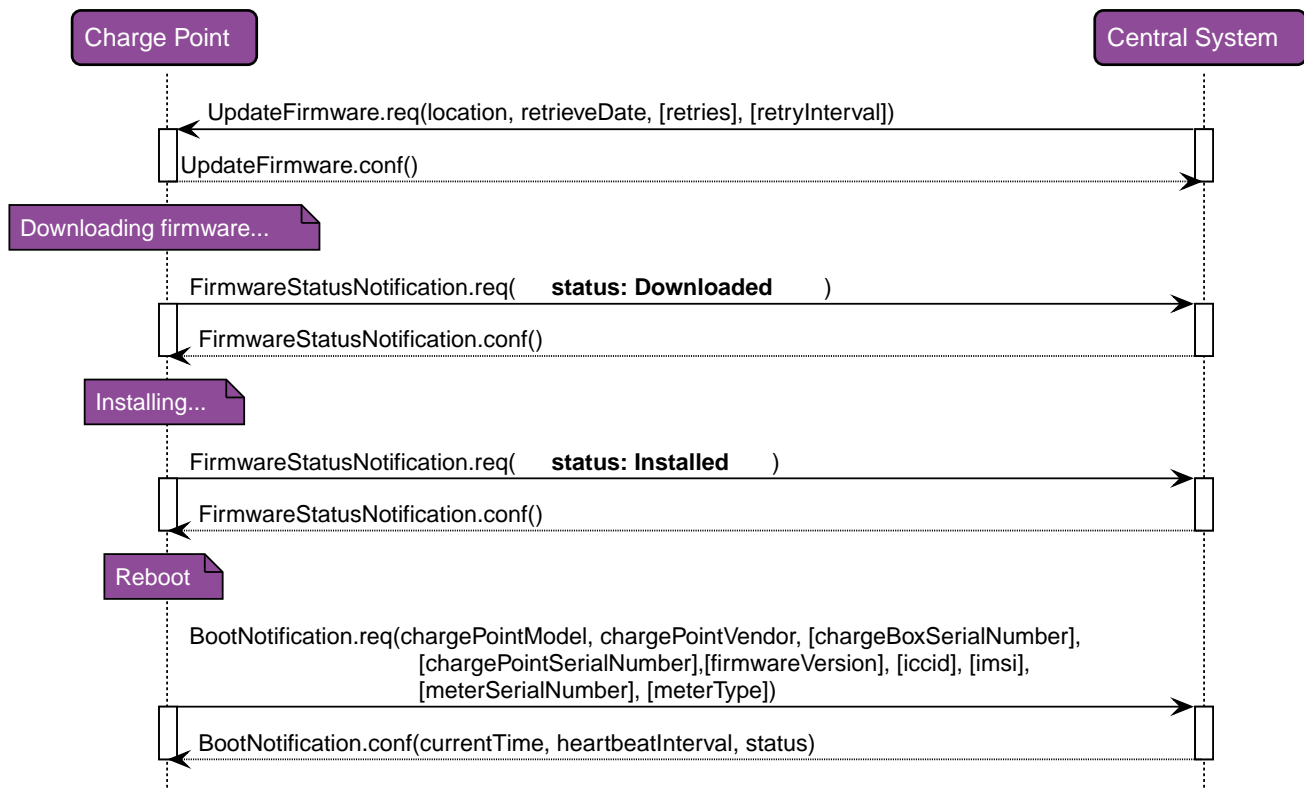 Charge Point
Central System
UpdateFirmware.req(location, retrieveDate, [retries], [retryInterval])
UpdateFirmware.conf()
Downloading firmware...
FirmwareStatusNotification.req( status: Downloaded )
FirmwareStatusNotification.conf()
Installing...
FirmwareStatusNotification.req( status: Installed )
FirmwareStatusNotification.conf()
Reboot
BootNotification.req(chargePointModel, chargePointVendor, [chargeBoxSerialNumber],
[chargePointSerialNumber],[firmwareVersion], [iccid], [imsi],
[meterSerialNumber], [meterType])
BootNotification.conf(currentTime, heartbeatInterval, status)